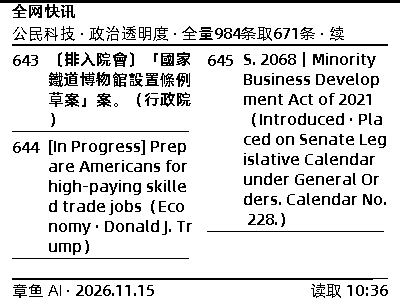 全网快讯
公民科技 · 政治透明度 · 全量984条取671条 · 续
643 〔排入院會〕「國家
鐵道博物館設置條例
草案」案。（行政院
）
644 [In Progress] Prep
are Americans for
high-paying skille
d trade jobs（Eco
nomy · Donald J. Tr
ump）
645 S. 2068 | Minority
Business Develop
ment Act of 2021
（Introduced · Pla
ced on Senate Leg
islative Calendar
under General Or
ders. Calendar No.
228.）
章鱼 AI · 2026.11.15
读取 10:36